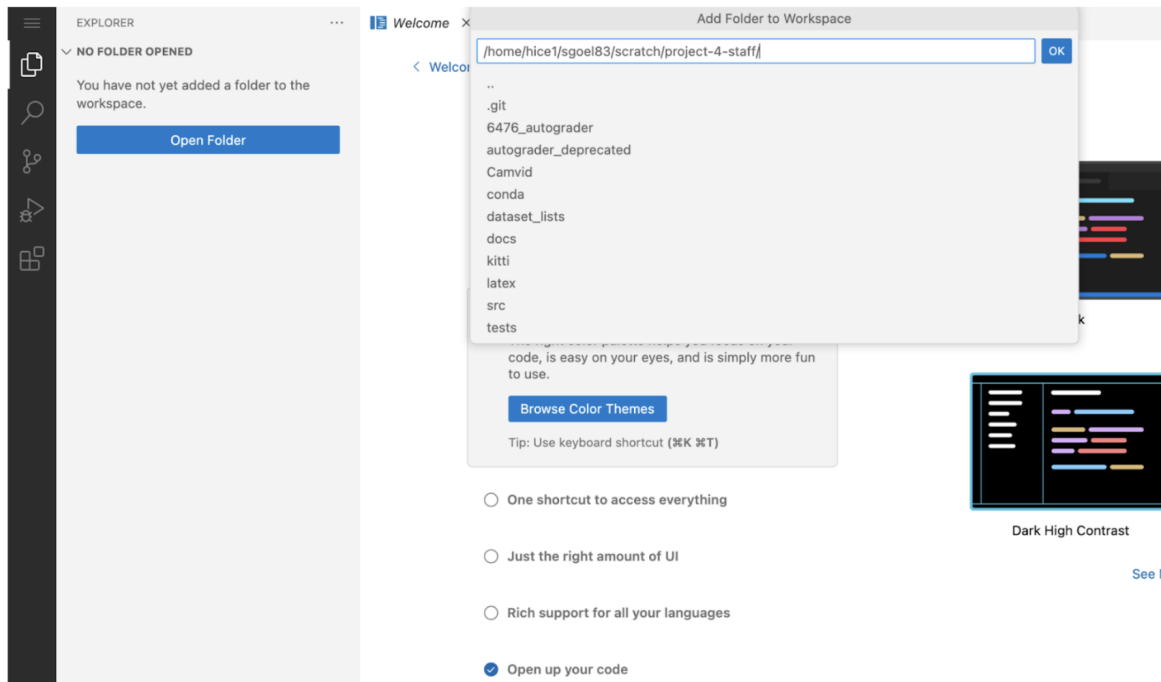 EXPLORER
...
Welcome
Add Folder to Workspace
NO FOLDER OPENED
/home/hice1/sgoel83/scratch/project-4-staff/
OK
You have not yet added a folder to the
workspace.
Open Folder
..
.git
6476_autograder
autograder_deprecated
Camvid
conda
dataset_lists
docs
kitti
latex
src
tests
code, is easy on your eyes, and is simply more fun
to use.
Browse Color Themes
Tip: Use keyboard shortcut (⌘K ⌘T)
One shortcut to access everything
Just the right amount of UI
Dark High Contrast
See
Rich support for all your languages
Open up your code